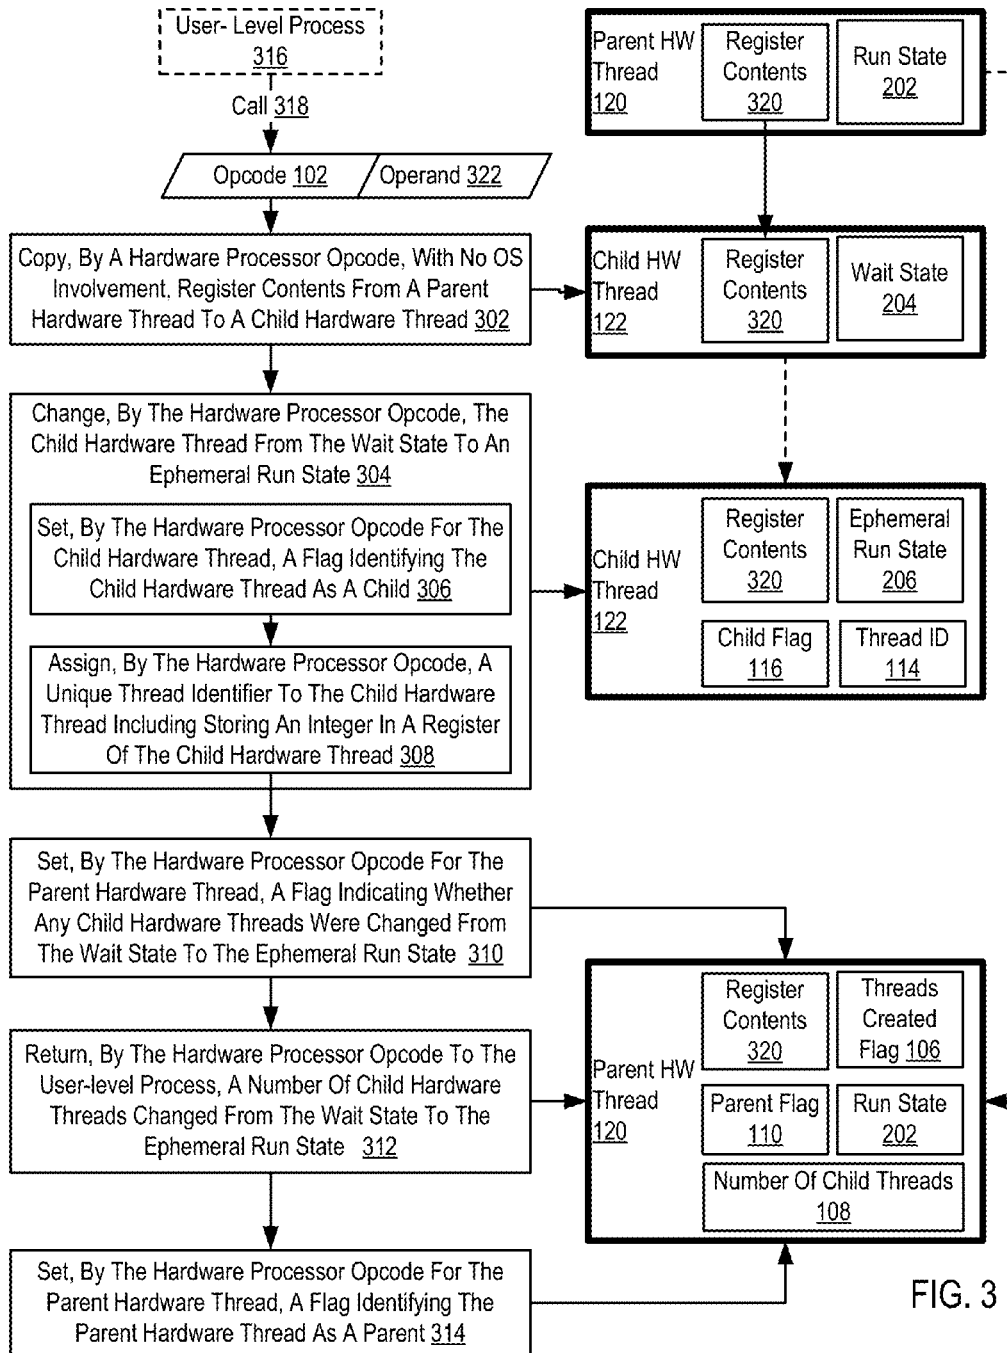 User- Level Process
316
Call 318
Opcode 102
Operand 322
Copy, By A Hardware Processor Opcode, With No OS
Involvement, Register Contents From A Parent
Hardware Thread To A Child Hardware Thread 302
Change, By The Hardware Processor Opcode, The
Child Hardware Thread From The Wait State To An
Ephemeral Run State 304
Set, By The Hardware Processor Opcode For The
Child Hardware Thread, A Flag Identifying The
Child Hardware Thread As A Child 306
Assign, By The Hardware Processor Opcode, A
Unique Thread Identifier To The Child Hardware
Thread Including Storing An Integer In A Register
Of The Child Hardware Thread 308
Set, By The Hardware Processor Opcode For The
Parent Hardware Thread, A Flag Indicating Whether
Any Child Hardware Threads Were Changed From
The Wait State To The Ephemeral Run State 310
Return, By The Hardware Processor Opcode To The
User-level Process, A Number Of Child Hardware
Threads Changed From The Wait State To The
Ephemeral Run State 312
Set, By The Hardware Processor Opcode For The
Parent Hardware Thread, A Flag Identifying The
Parent Hardware Thread As A Parent 314
Parent HW
Thread
120
Register
Contents
320
Run State
202
Child HW
Thread
122
Register
Contents
320
Wait State
204
Child HW
Thread
122
Register
Contents
320
Ephemeral
Run State
206
Child Flag
116
Thread ID
114
Parent HW
Thread
120
Register
Contents
320
Threads
Created
Flag 106
Parent Flag
110
Run State
202
Number Of Child Threads
108
FIG. 3